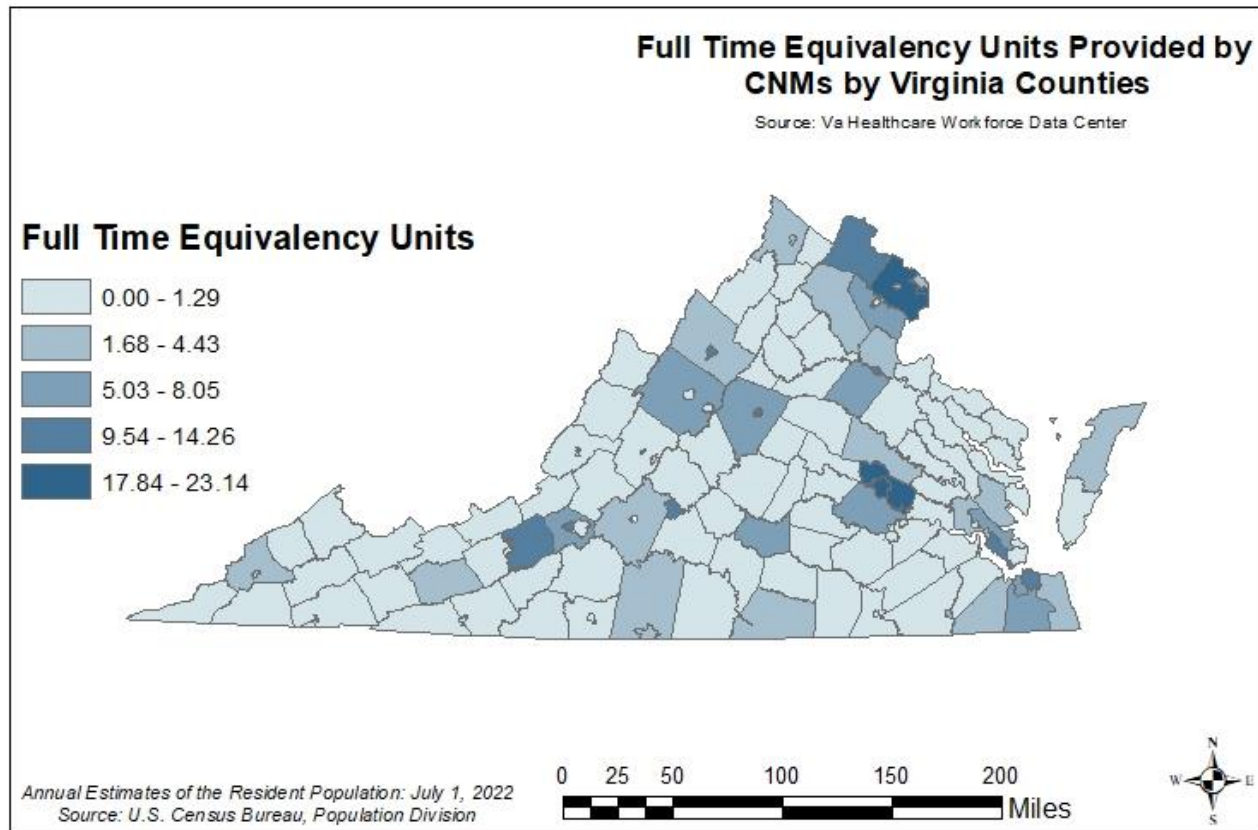 Full Time Equivalency Units Provided by
CNMs by Virginia Counties
Source: Va Healthcare Workforce Data Center
Full Time Equivalency Units
0.00 - 1.29
1.68 - 4.43
5.03 - 8.05
9.54 - 14.26
17.84 - 23.14
Annual Estimates of the Resident Population: July 1, 2022
Source: U.S. Census Bureau, Population Division
0 25 50 100 150 200
Miles
N
W E
S